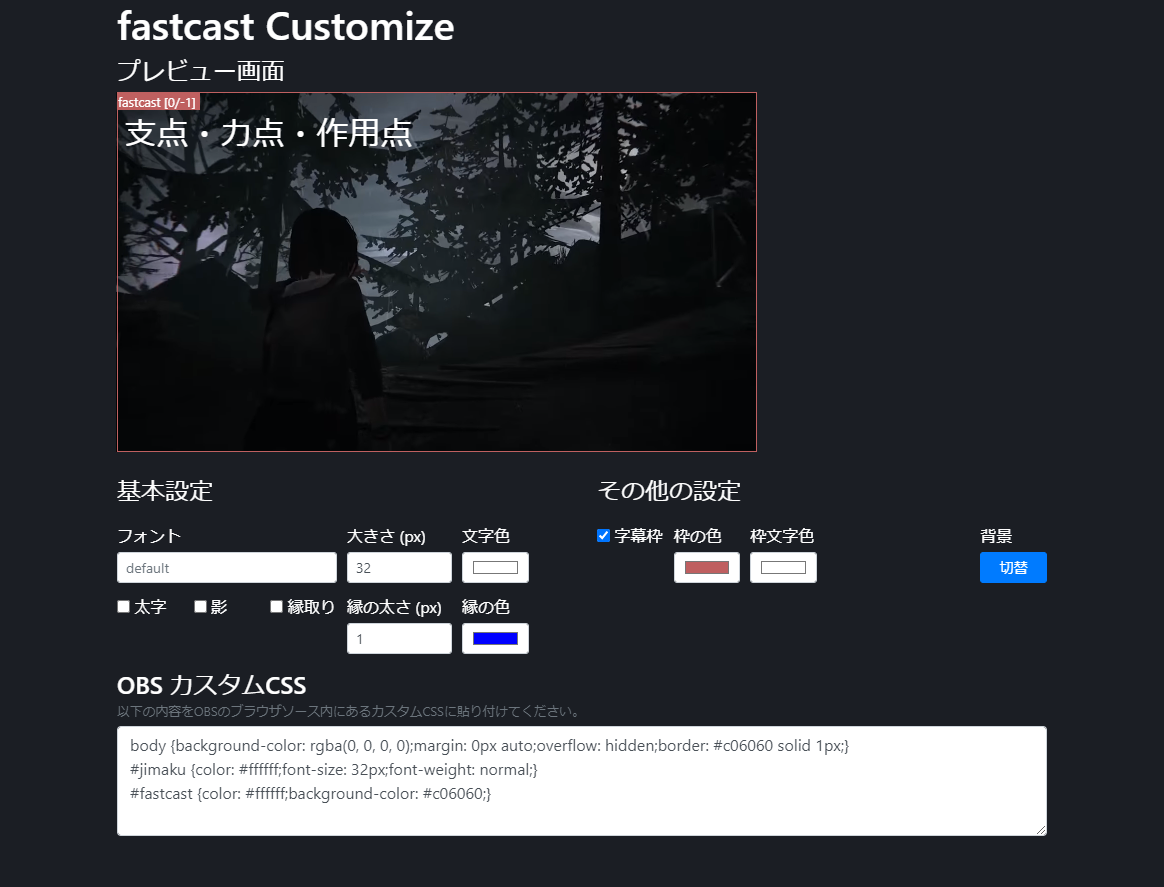 fastcast Customize
プレビュー画面
fastcast [0/-1]
支点・力点・作用点
基本設定
その他の設定
フォント
大きさ (px)
文字色
字幕枠
枠の色
枠文字色
背景
default
32
切替
太字
影
縁取り
縁の太さ (px)
縁の色
1
OBS カスタムCSS
以下の内容をOBSのブラウザソース内にあるカスタムCSSに貼り付けてください。
body {background-color: rgba(0, 0, 0, 0);margin: 0px auto;overflow: hidden;border: #c06060 solid 1px;}
#jimaku {color: #ffffff;font-size: 32px;font-weight: normal;}
#fastcast {color: #ffffff;background-color: #c06060;}